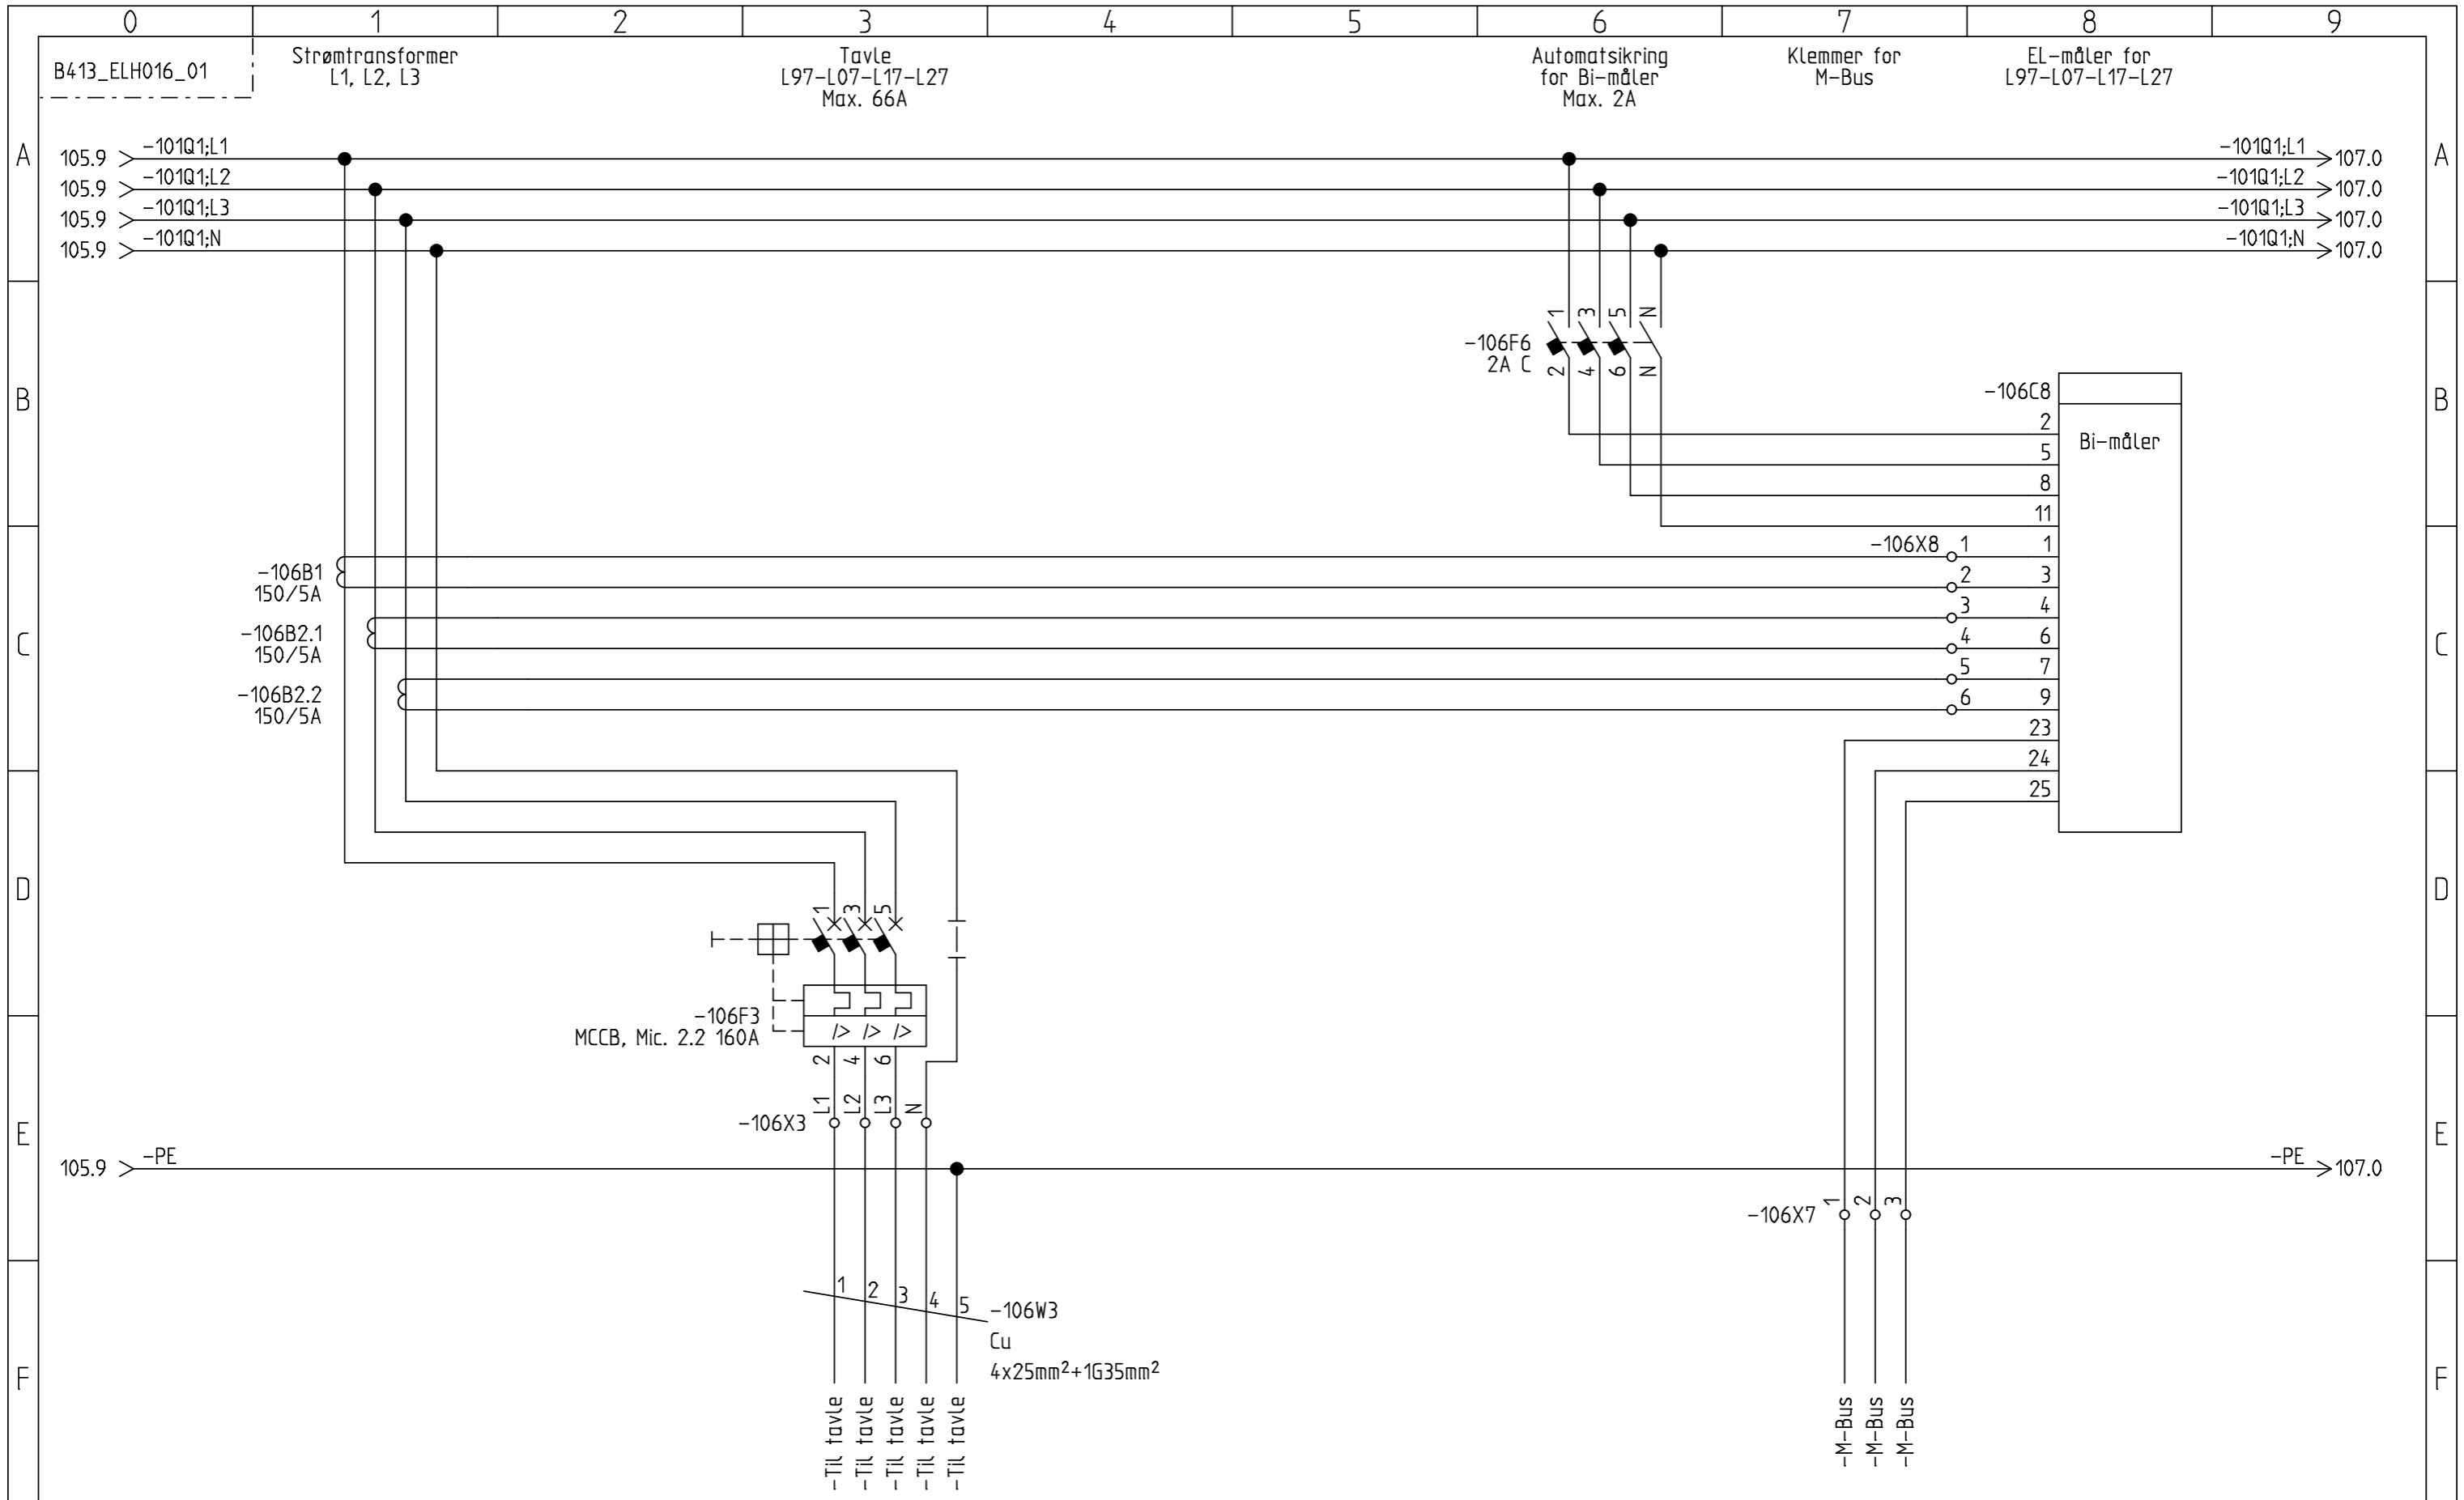 0 1 2 3 4 5 6 7 8 9
B413_ELH016_01
Strømtransformer
L1, L2, L3
Tavle
L97-L07-L17-L27
Max. 66A
Automatsikring
for Bi-måler
Max. 2A
Klemmer for
M-Bus
EL-måler for
L97-L07-L17-L27
A 105.9 -101Q1;L1 -101Q1;L1 107.0 A
105.9 -101Q1;L2 -101Q1;L2 107.0
105.9 -101Q1;L3 -101Q1;L3 107.0
105.9 -101Q1;N -101Q1;N 107.0
1 3 5 N
-106F6
2A C
2 4 6 N
B B
-106C8
Bi-måler
2
5
8
11
-106X8 1 1
2 3
3 4
4 6
5 7
6 9
23
24
25
-106B1
150/5A
-106B2.1
150/5A
-106B2.2
150/5A
C C
D D
1 3 5
-106F3
MCCB, Mic. 2.2 160A
I> I> I>
2 4 6
L1 L2 L3 N
-106X3
E E
105.9 -PE -PE 107.0
1 2 3
-106X7
1 2 3 4 5 -106W3
Cu
4x25mm²+1G35mm²
F F
-Til tavle
-Til tavle
-Til tavle
-Til tavle
-Til tavle
-M-Bus
-M-Bus
-M-Bus